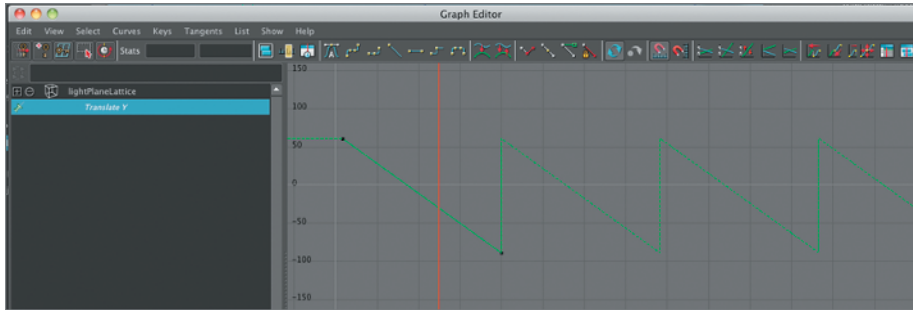 Graph Editor
Edit View Select Curves Keys Tangents List Show Help
Stats
lightPlaneLattice
Translate Y
150
100
50
0
-50
-100
-150